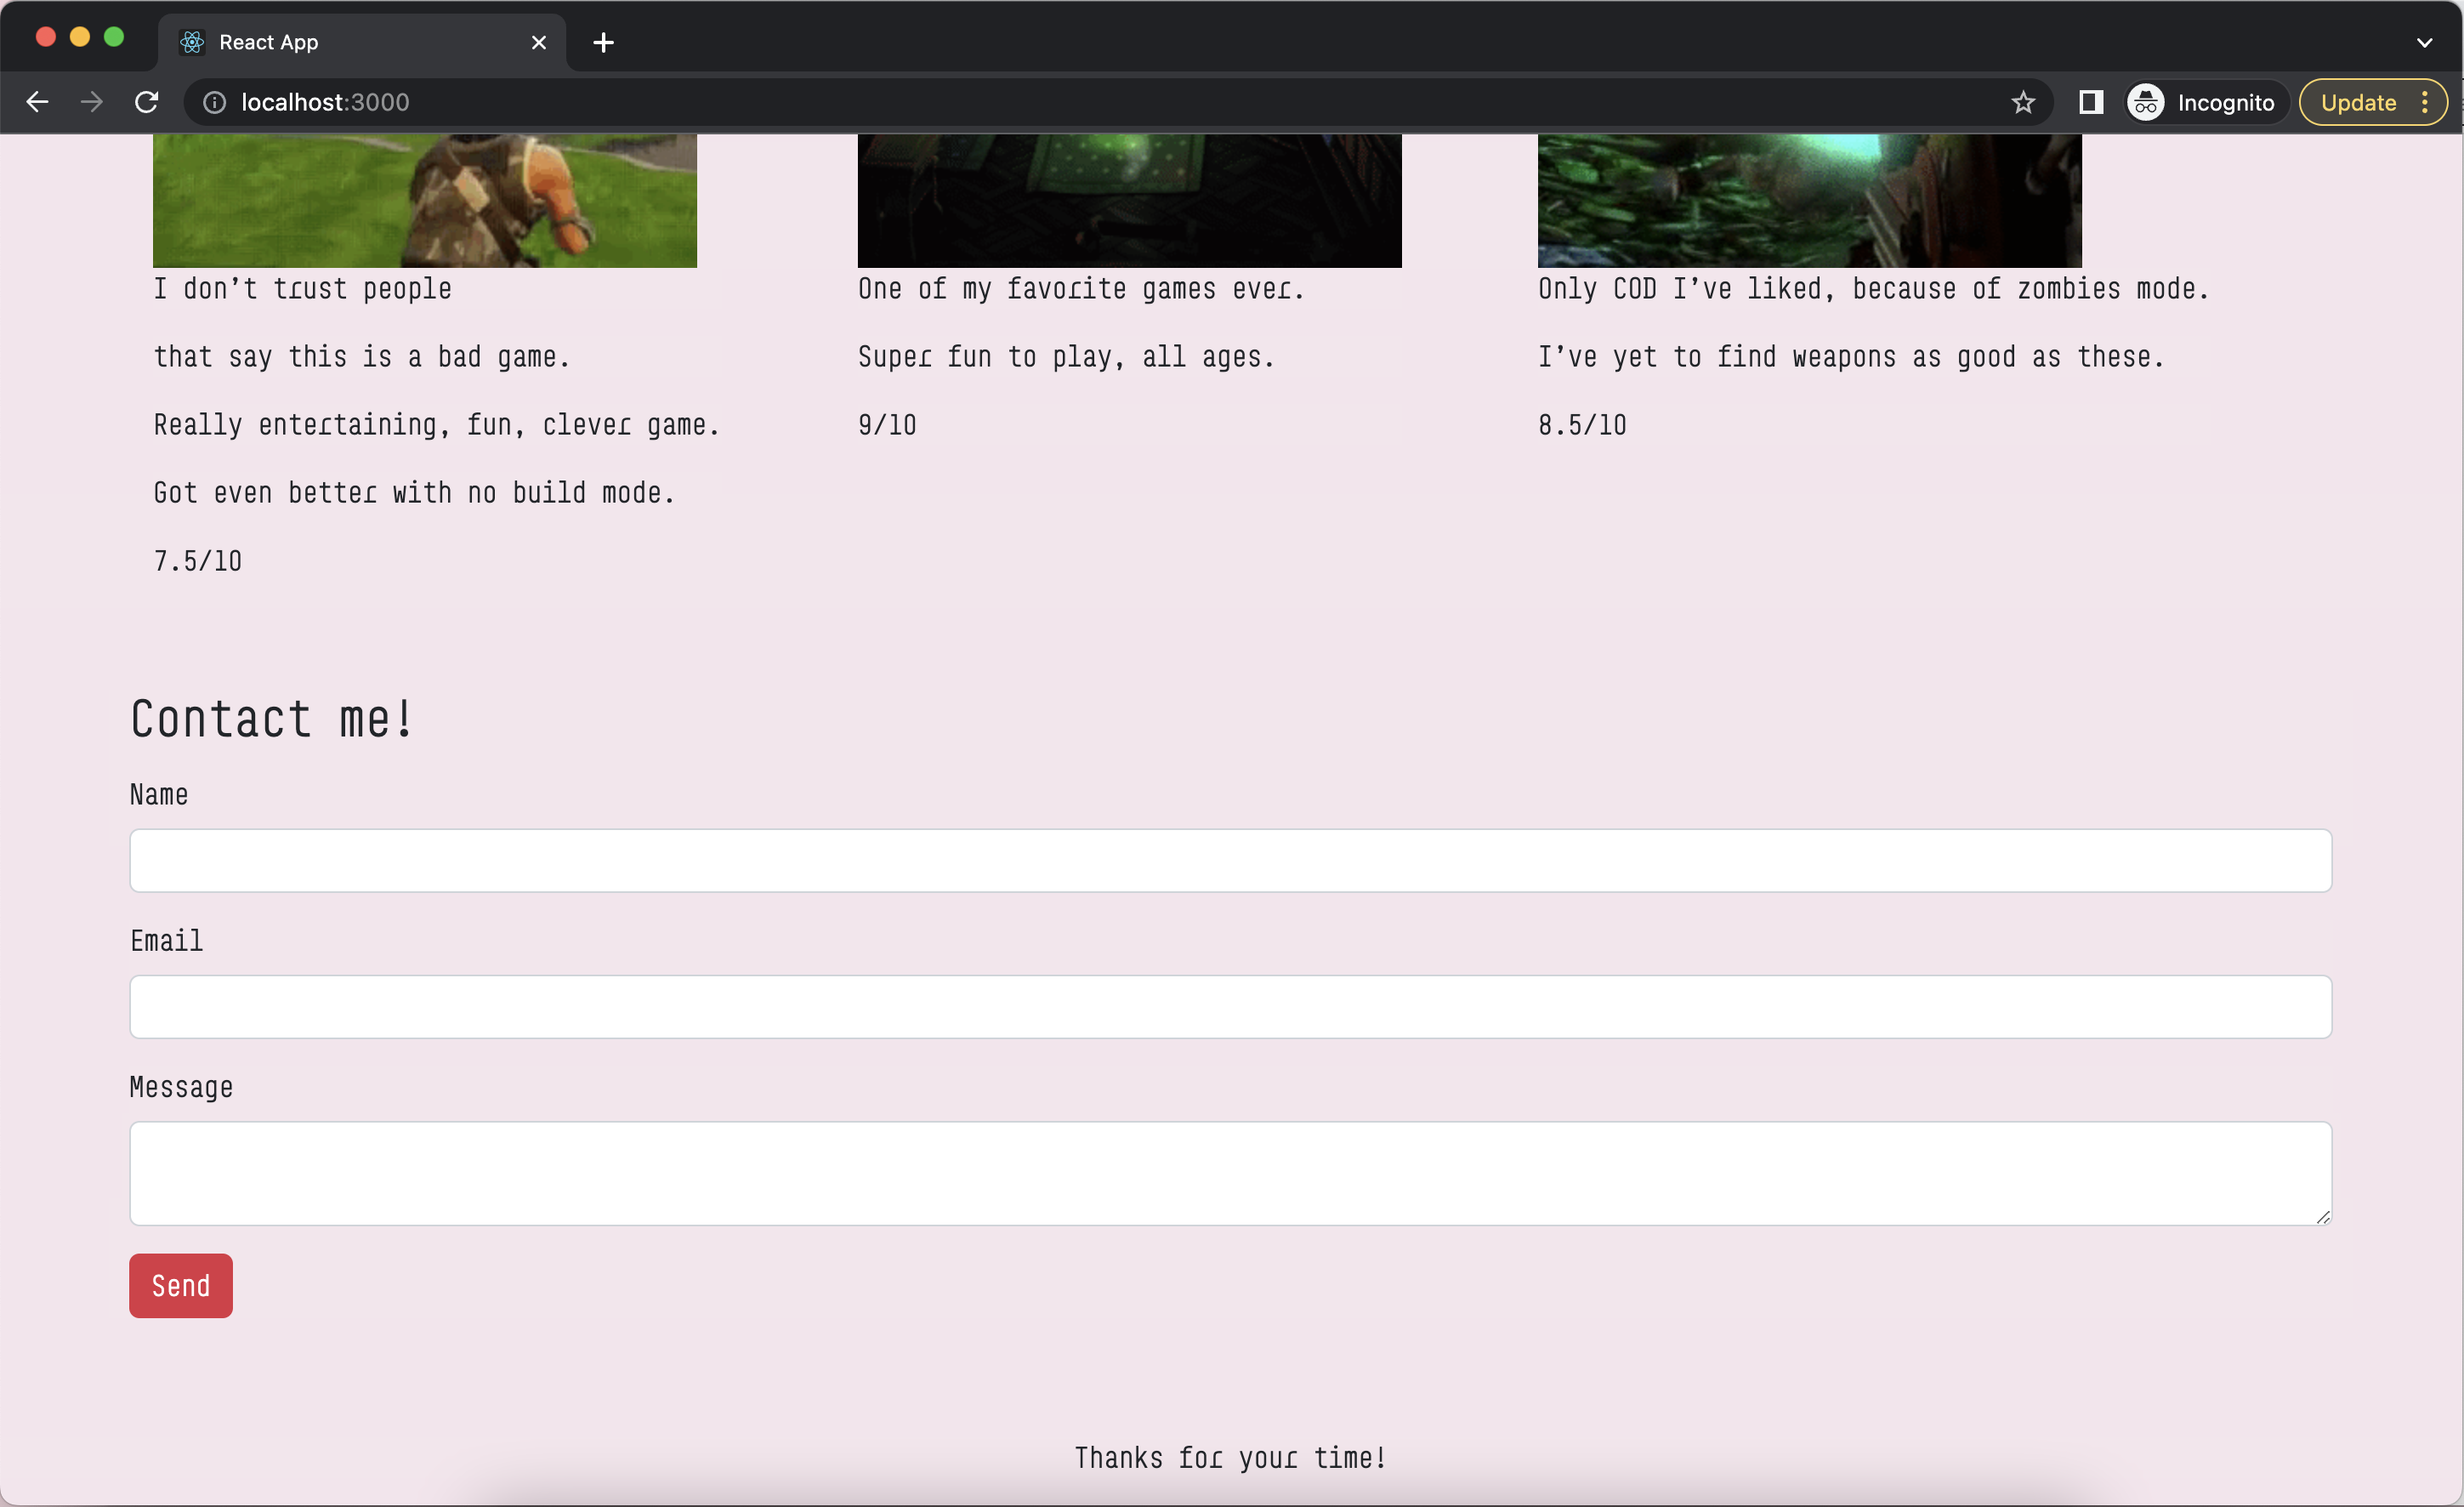 React App
localhost:3000
Incognito
Update
I don't trust people
that say this is a bad game.
Really entertaining, fun, clever game.
Got even better with no build mode.
7.5/10
One of my favorite games ever.
Super fun to play, all ages.
9/10
Only COD I've liked, because of zombies mode.
I've yet to find weapons as good as these.
8.5/10
Contact me!
Name
Email
Message
Send
Thanks for your time!